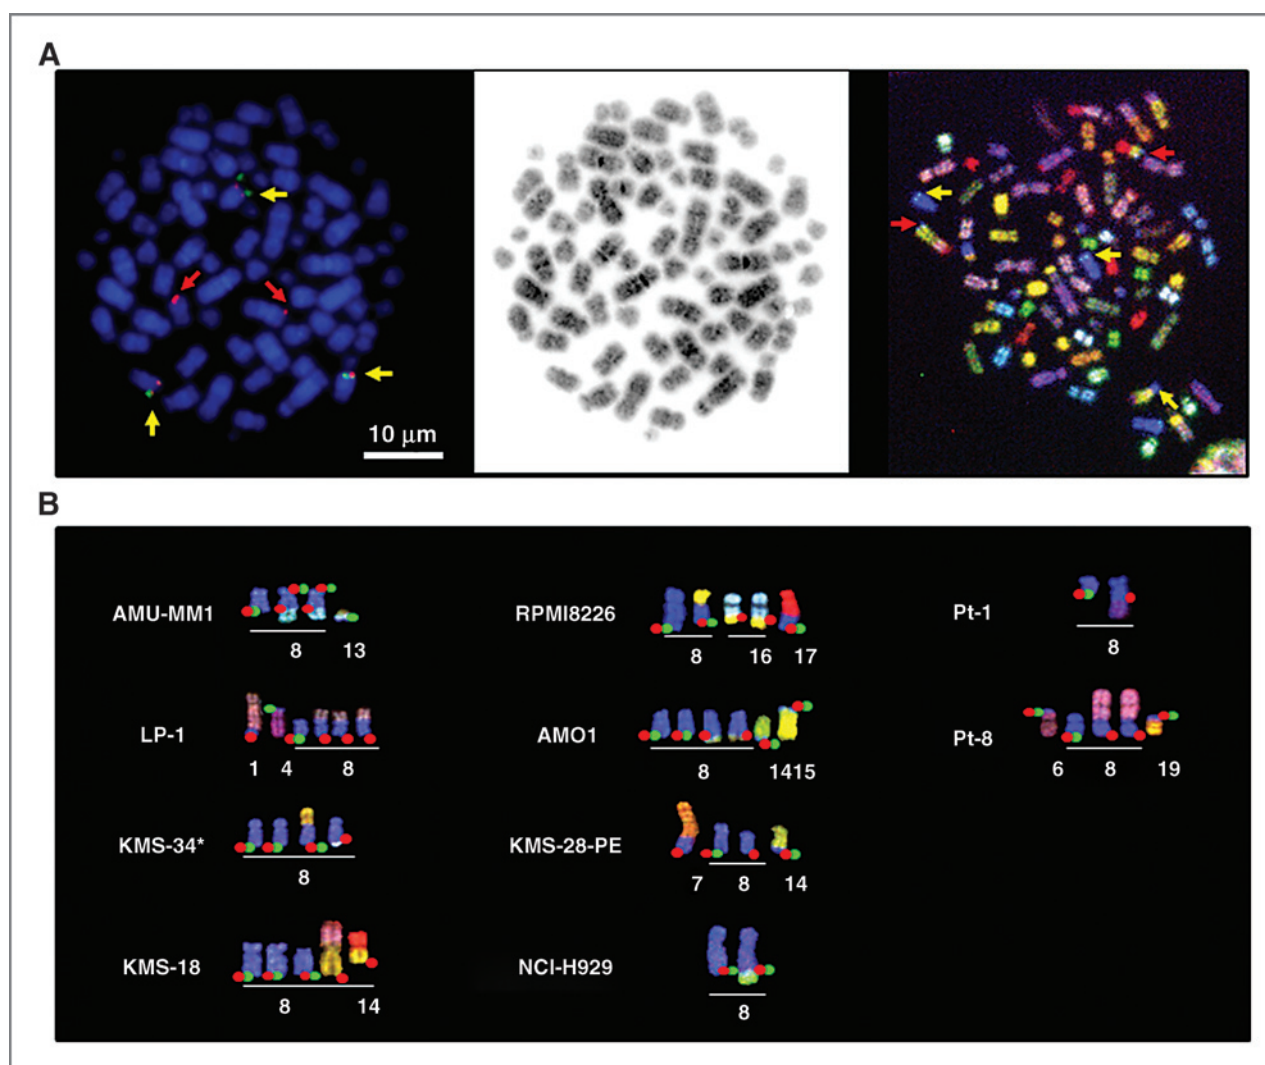 A
10 μm
B
AMU-MM1
8 13
RPMI8226
8 16 17
Pt-1
8
LP-1
1 4 8
AMO1
8 1415
Pt-8
6 8 19
KMS-34*
8
KMS-28-PE
7 8 14
KMS-18
8 14
NCI-H929
8